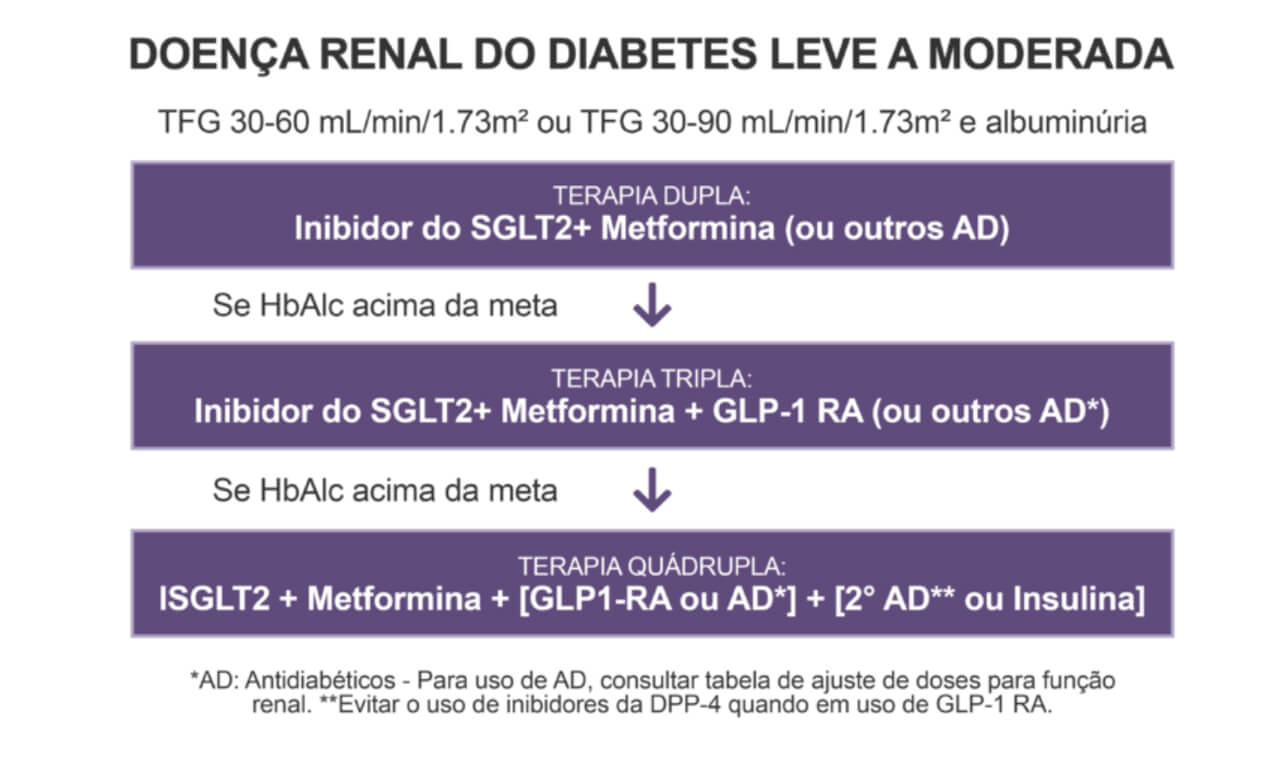 DOENÇA RENAL DO DIABETES LEVE A MODERADA
TFG 30-60 mL/min/1.73m² ou TFG 30-90 mL/min/1.73m² e albuminúria
TERAPIA DUPLA:
Inibidor do SGLT2+ Metformina (ou outros AD)
Se HbAlc acima da meta
TERAPIA TRIPLA:
Inibidor do SGLT2+ Metformina + GLP-1 RA (ou outros AD*)
Se HbAlc acima da meta
TERAPIA QUÁDRUPLA:
ISGLT2 + Metformina + [GLP1-RA ou AD*] + [2° AD** ou Insulina]
*AD: Antidiabéticos - Para uso de AD, consultar tabela de ajuste de doses para função
renal. **Evitar o uso de inibidores da DPP-4 quando em uso de GLP-1 RA.